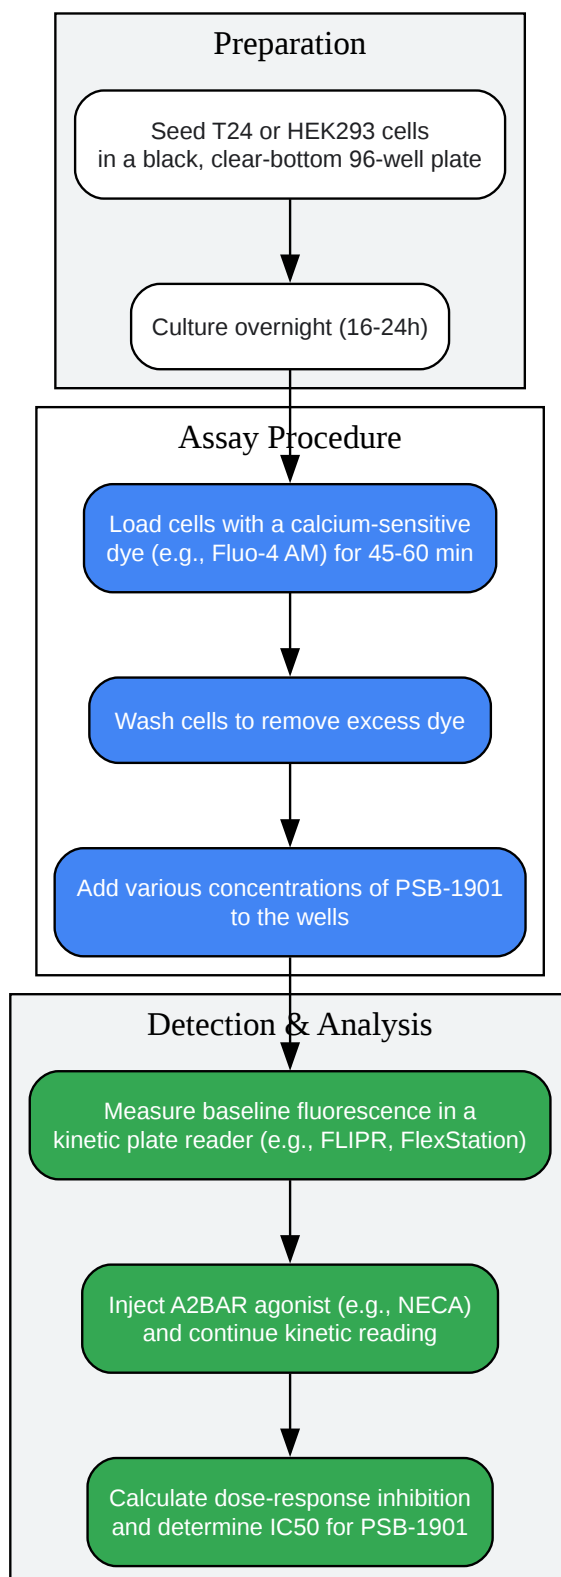 Preparation
Seed T24 or HEK293 cells
in a black, clear-bottom 96-well plate
Culture overnight (16-24h)
Assay Procedure
Load cells with a calcium-sensitive
dye (e.g., Fluo-4 AM) for 45-60 min
Wash cells to remove excess dye
Add various concentrations of PSB-1901
to the wells
Detection & Analysis
Measure baseline fluorescence in a
kinetic plate reader (e.g., FLIPR, FlexStation)
Inject A2BAR agonist (e.g., NECA)
and continue kinetic reading
Calculate dose-response inhibition
and determine IC50 for PSB-1901